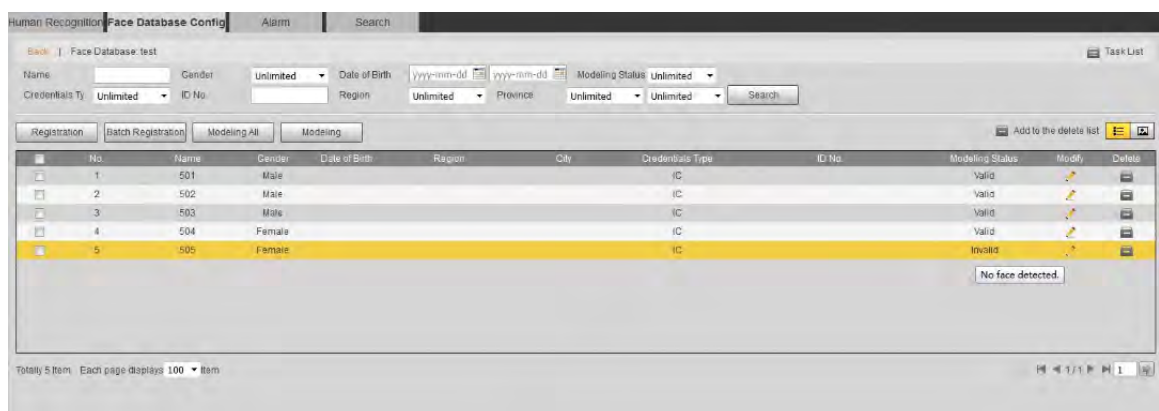 Human Recognition Face Database Config Alarm Search
Back | Face Database: test Task List
Name Gender Unlimited Date of Birth yyyy-mm-dd yyyy-mm-dd Modeling Status Unlimited
Credentials Ty Unlimited ID No. Region Unlimited Province Unlimited Unlimited Search
Registration Batch Registration Modeling All Modeling Add to the delete list
No. Name Gender Date of Birth Region City Credentials Type ID No. Modeling Status Modify Delete
1 501 Male IC Valid
2 502 Male IC Valid
3 503 Male IC Valid
4 504 Female IC Valid
5 505 Female IC Invalid
No face detected.
Totally 5 Item Each page displays 100 Item 1/1 1